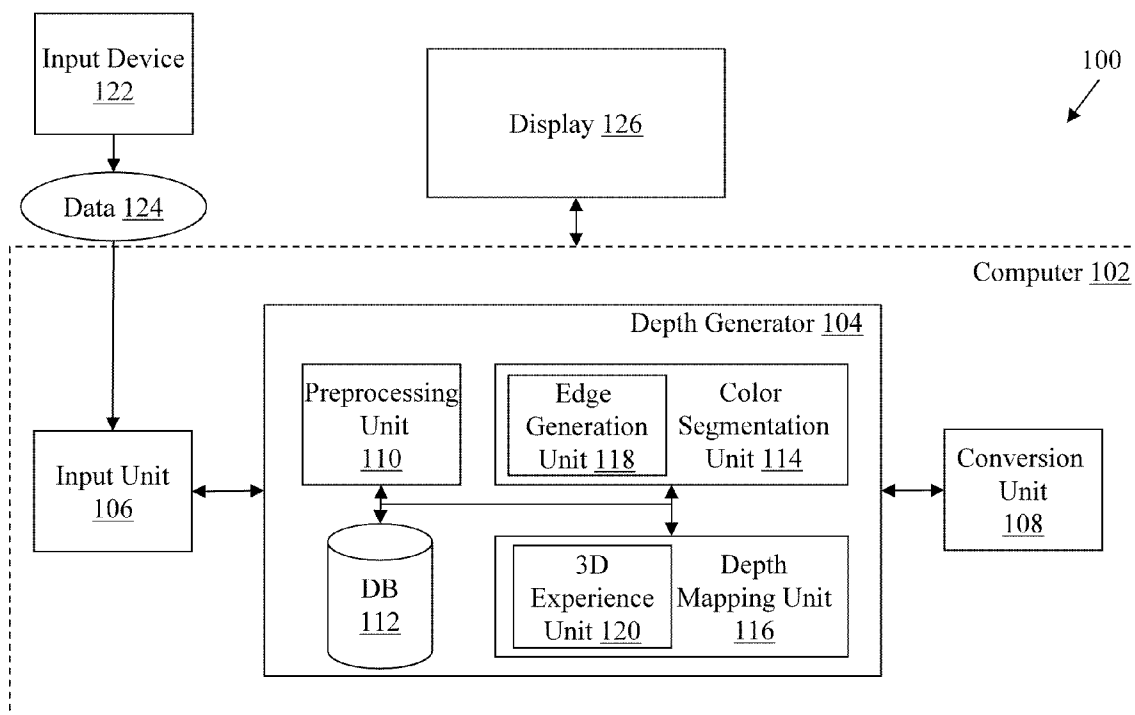 Input Device
122
Display 126
100
Data 124
Computer 102
Depth Generator 104
Preprocessing
Unit
110
Edge
Generation
Unit 118
Color
Segmentation
Unit 114
Input Unit
106
Conversion
Unit
108
DB
112
3D
Experience
Unit 120
Depth
Mapping Unit
116